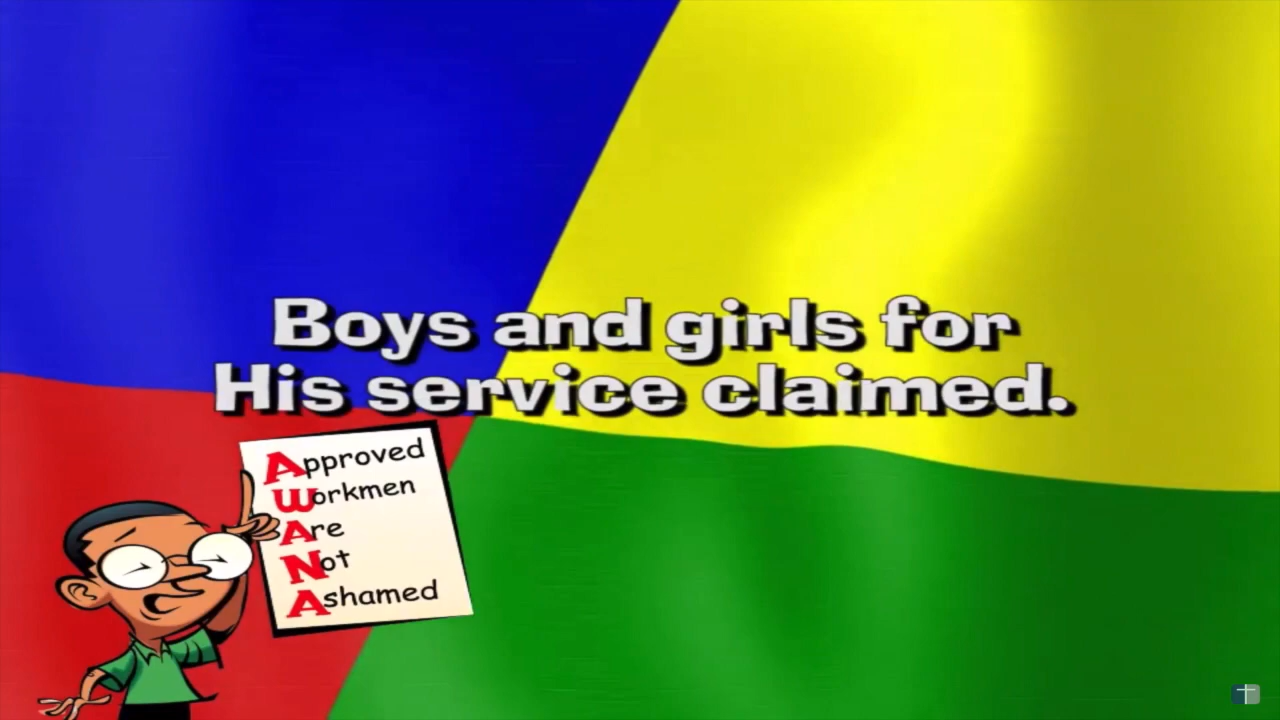 Boys and girls for
His service claimed.
Approved
Workmen
Are
Not
Ashamed